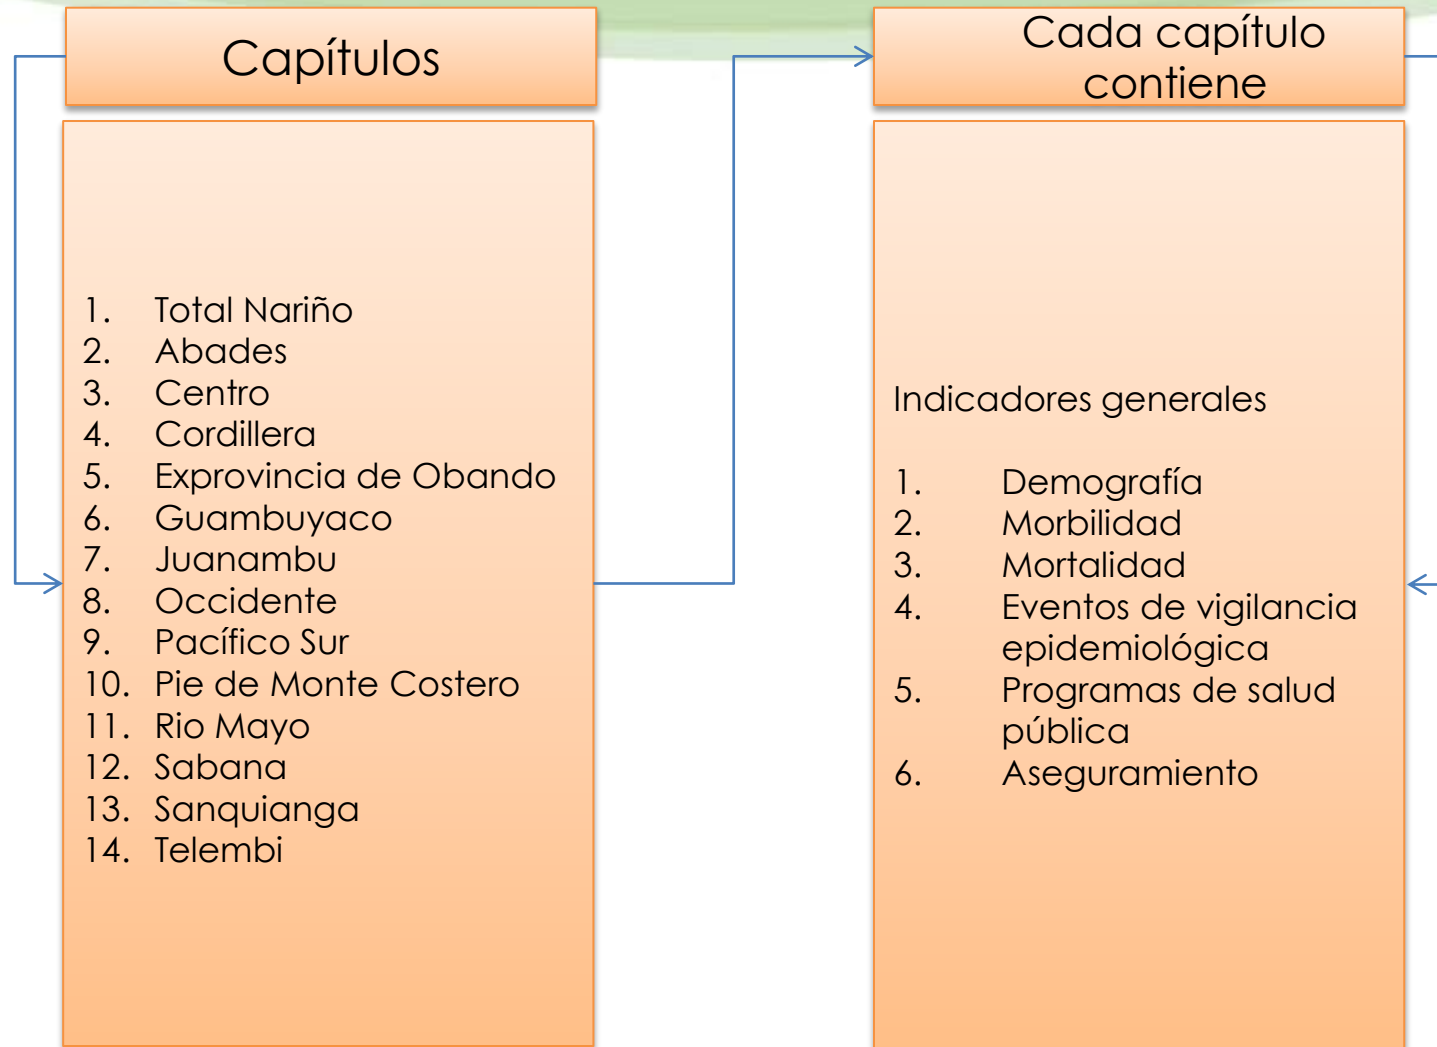 Capítulos
1. Total Nariño
2. Abades
3. Centro
4. Cordillera
5. Exprovincia de Obando
6. Guambuyaco
7. Juanambu
8. Occidente
9. Pacífico Sur
10. Pie de Monte Costero
11. Rio Mayo
12. Sabana
13. Sanquianga
14. Telembi
Cada capítulo
contiene
Indicadores generales
1. Demografía
2. Morbilidad
3. Mortalidad
4. Eventos de vigilancia
epidemiológica
5. Programas de salud
pública
6. Aseguramiento